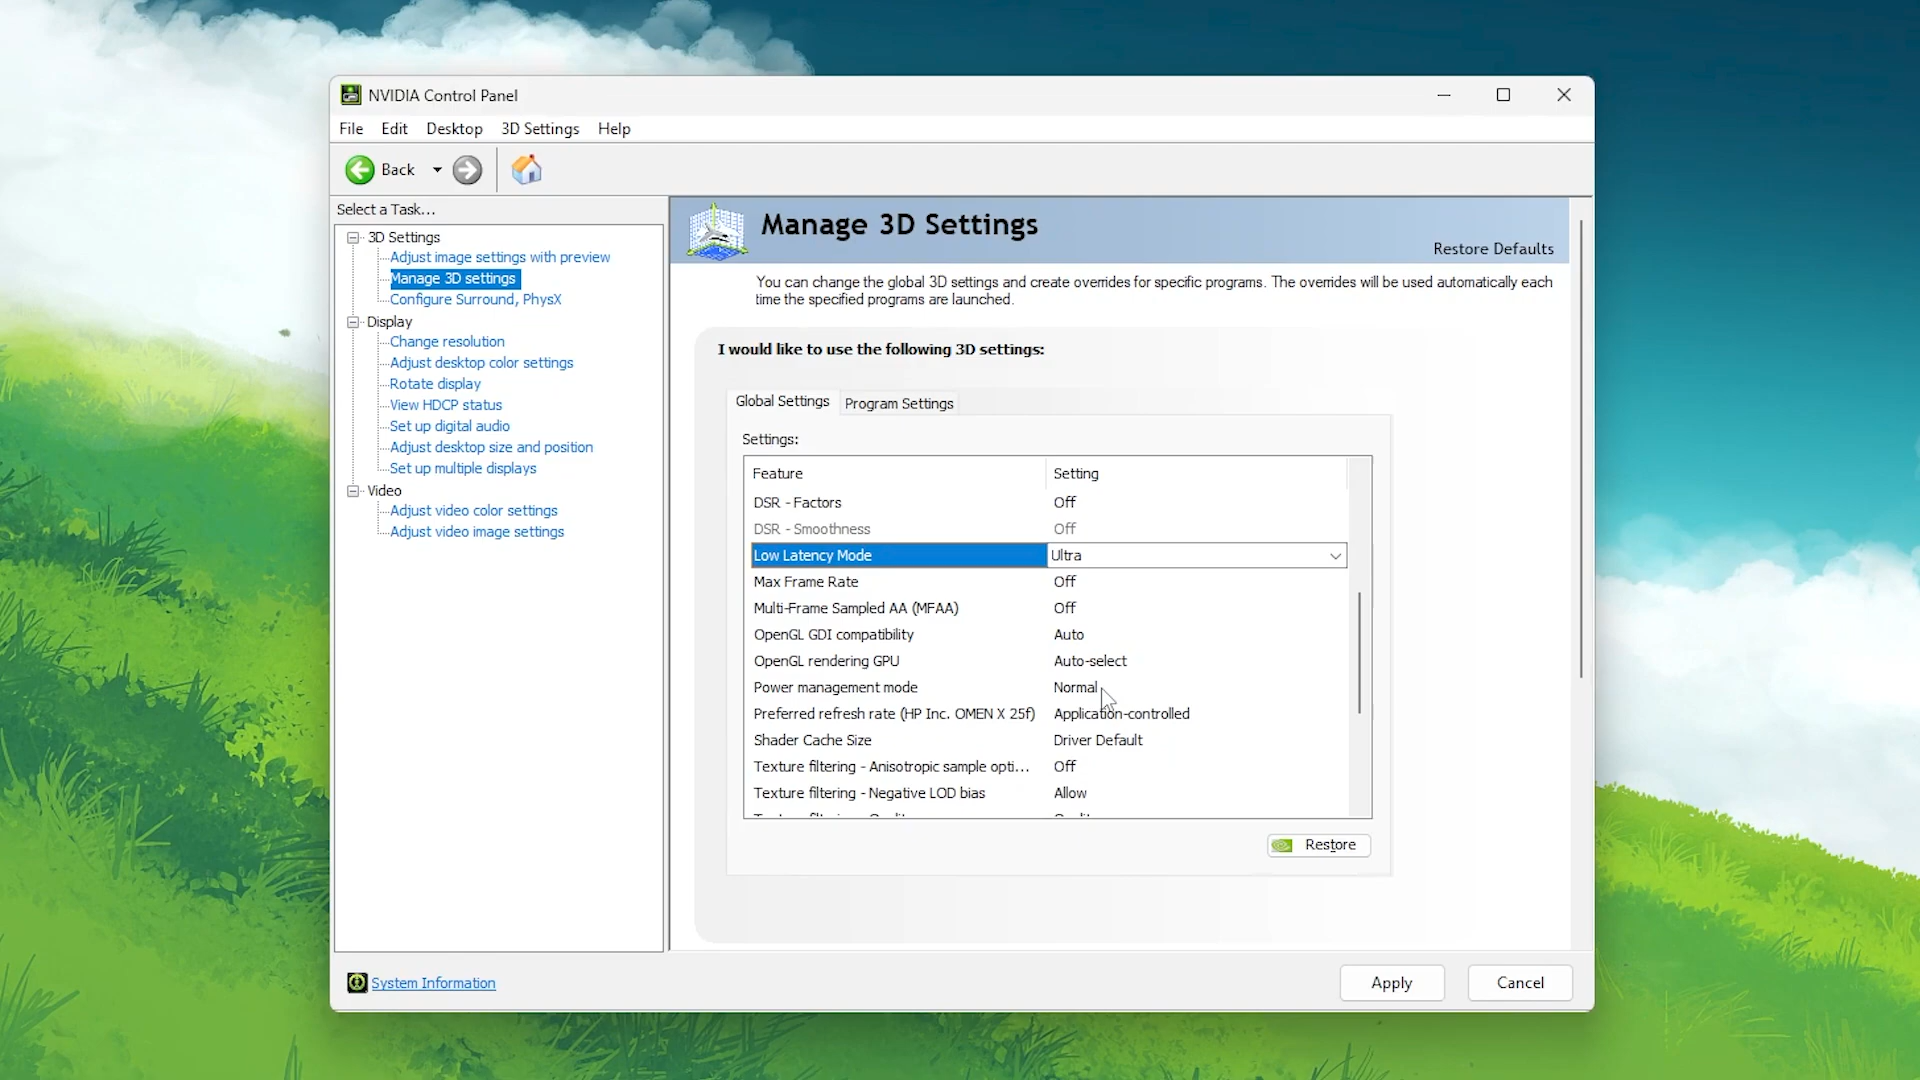 NVIDIA Control Panel
File Edit Desktop 3D Settings Help
Back
Select a Task...
3D Settings
Adjust image settings with preview
Manage 3D settings
Configure Surround, PhysX
Display
Change resolution
Adjust desktop color settings
Rotate display
View HDCP status
Set up digital audio
Adjust desktop size and position
Set up multiple displays
Video
Adjust video color settings
Adjust video image settings
System Information
Manage 3D Settings
Restore Defaults
You can change the global 3D settings and create overrides for specific programs. The overrides will be used automatically each
time the specified programs are launched.
I would like to use the following 3D settings:
Global Settings Program Settings
Settings:
Feature Setting
DSR - Factors Off
DSR - Smoothness Off
Low Latency Mode Ultra
Max Frame Rate Off
Multi-Frame Sampled AA (MFAA) Off
OpenGL GDI compatibility Auto
OpenGL rendering GPU Auto-select
Power management mode Normal
Preferred refresh rate (HP Inc. OMEN X 25f) Application-controlled
Shader Cache Size Driver Default
Texture filtering - Anisotropic sample opti... Off
Texture filtering - Negative LOD bias Allow
Restore
Apply Cancel